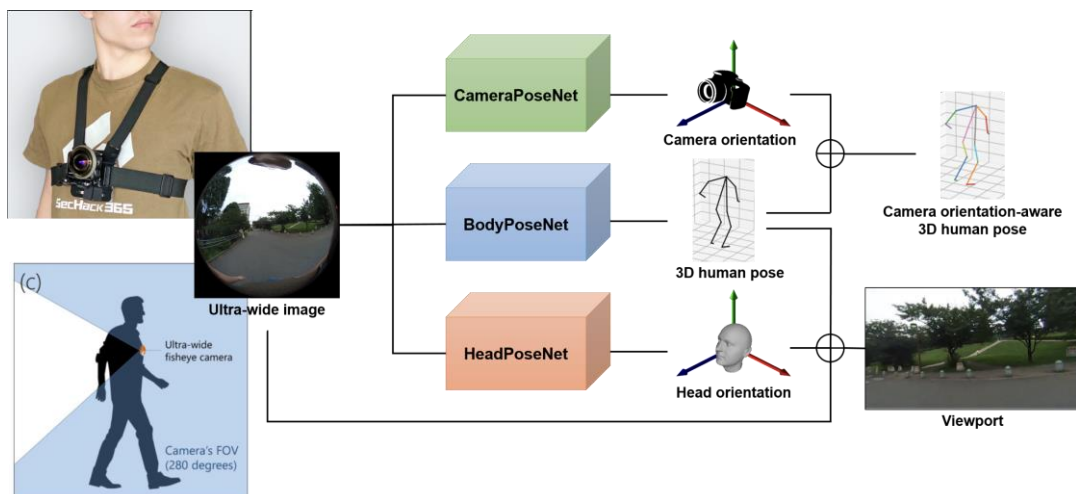 SecHack365
Ultra-wide image
(c)
Ultra-wide
fisheye camera
Camera's FOV
(280 degrees)
CameraPoseNet
BodyPoseNet
HeadPoseNet
Camera orientation
3D human pose
Head orientation
Camera orientation-aware
3D human pose
Viewport